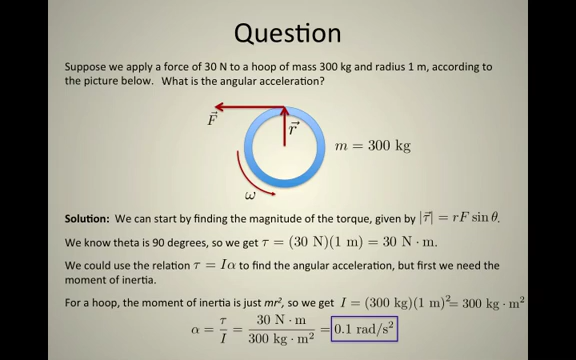 Question
Suppose we apply a force of 30 N to a hoop of mass 300 kg and radius 1 m, according to
the picture below. What is the angular acceleration?
F⃗
r⃗
m = 300 kg
ω
Solution: We can start by finding the magnitude of the torque, given by |τ⃗| = rF sin θ.
We know theta is 90 degrees, so we get τ = (30 N)(1 m) = 30 N · m.
We could use the relation τ = Iα to find the angular acceleration, but first we need the
moment of inertia.
For a hoop, the moment of inertia is just mr², so we get I = (300 kg)(1 m)² = 300 kg · m²
α = τ/I = 30 N · m / 300 kg · m² = 0.1 rad/s²